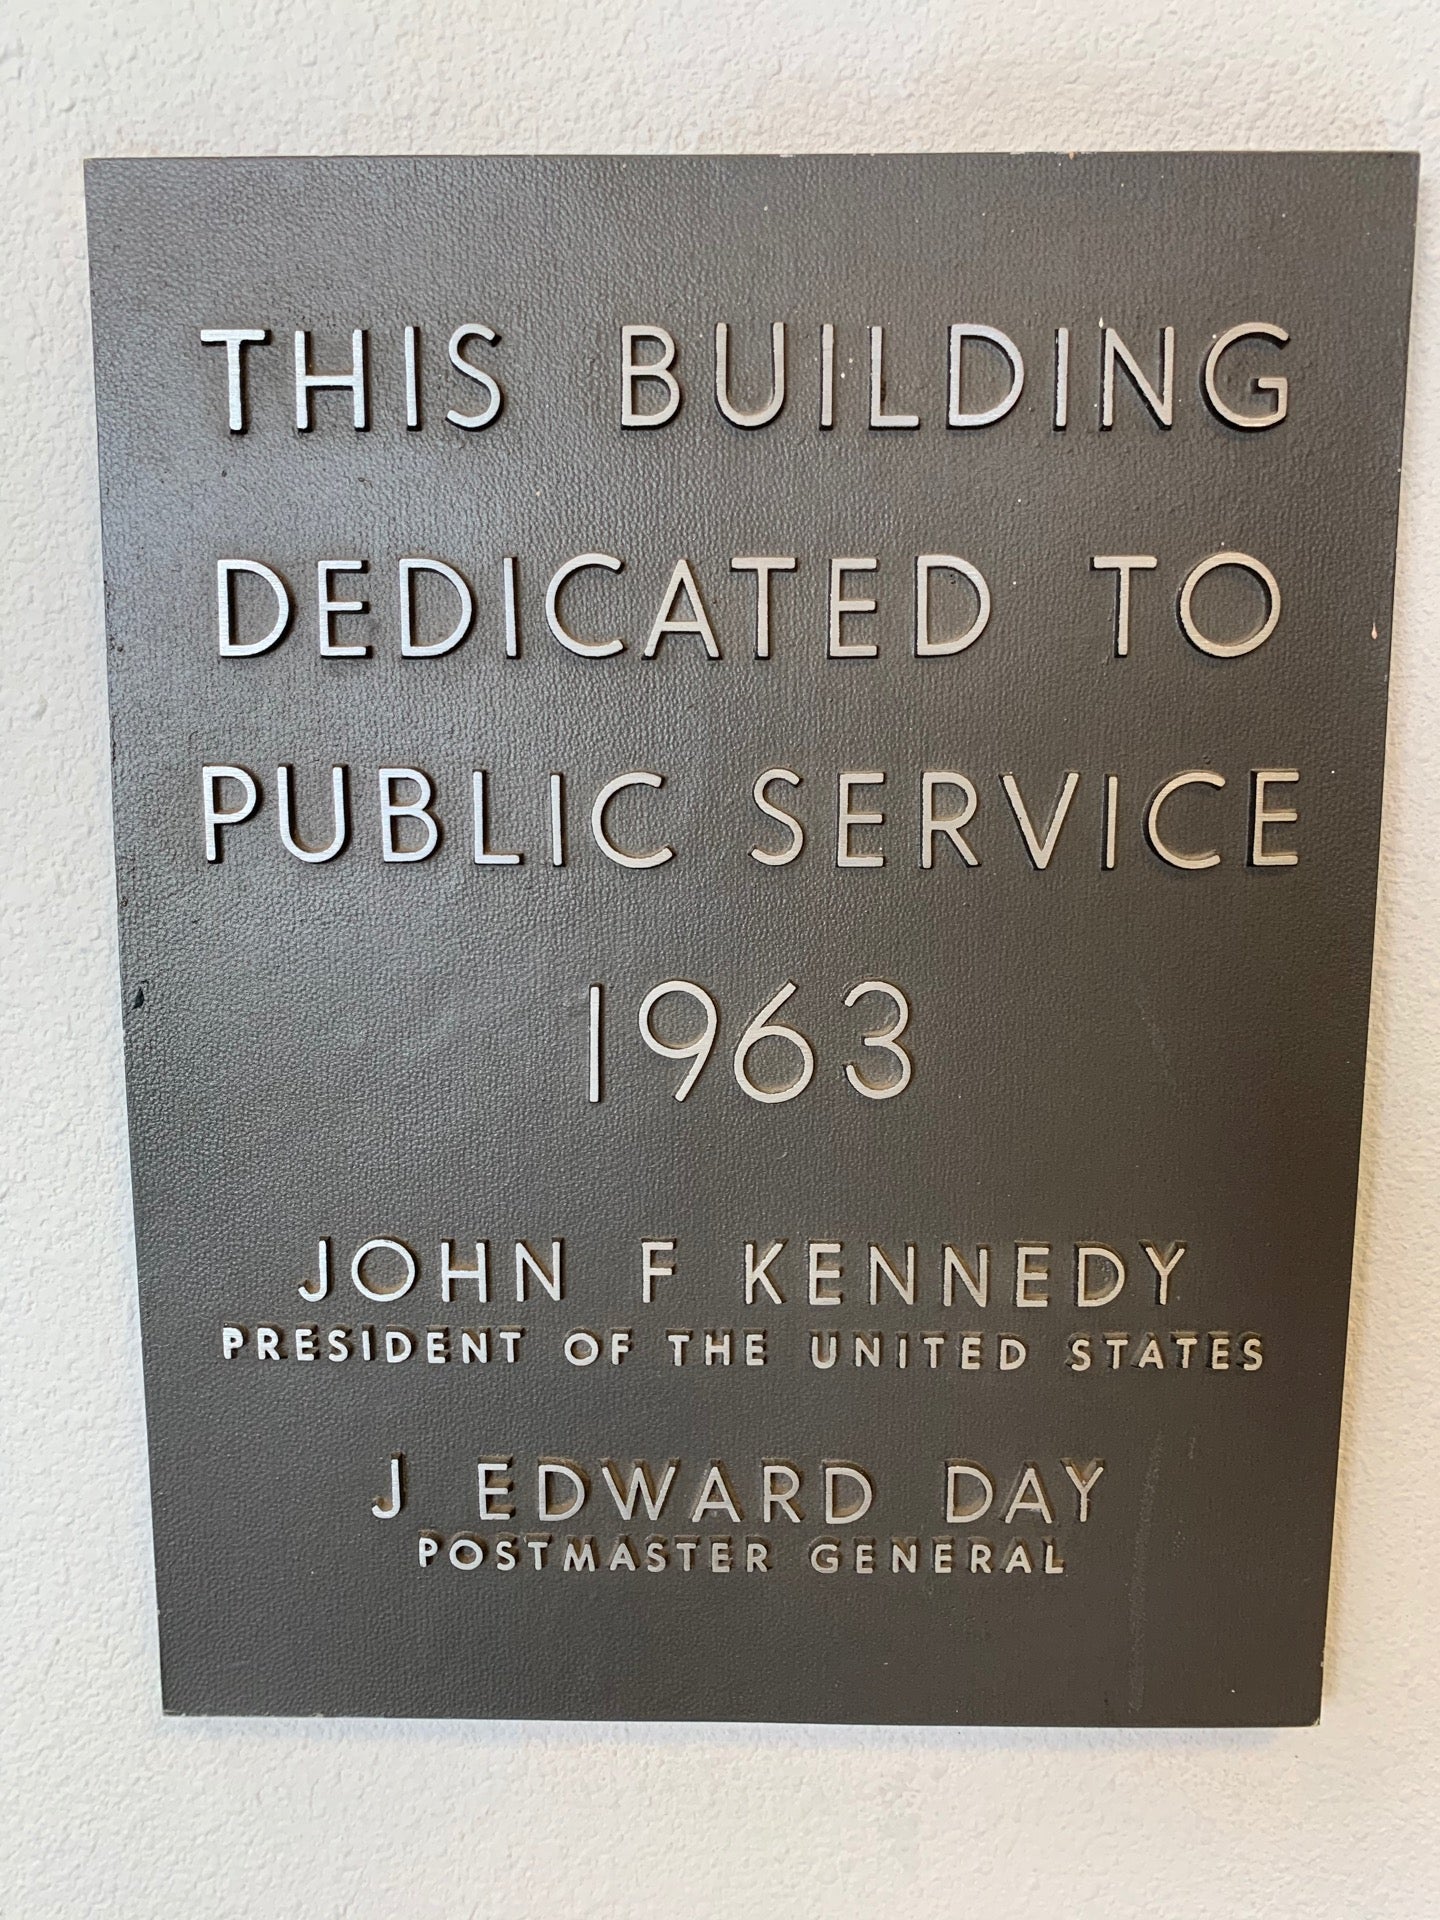 THIS BUILDING
DEDICATED TO
PUBLIC SERVICE
1963
JOHN F KENNEDY
PRESIDENT OF THE UNITED STATES
J EDWARD DAY
POSTMASTER GENERAL